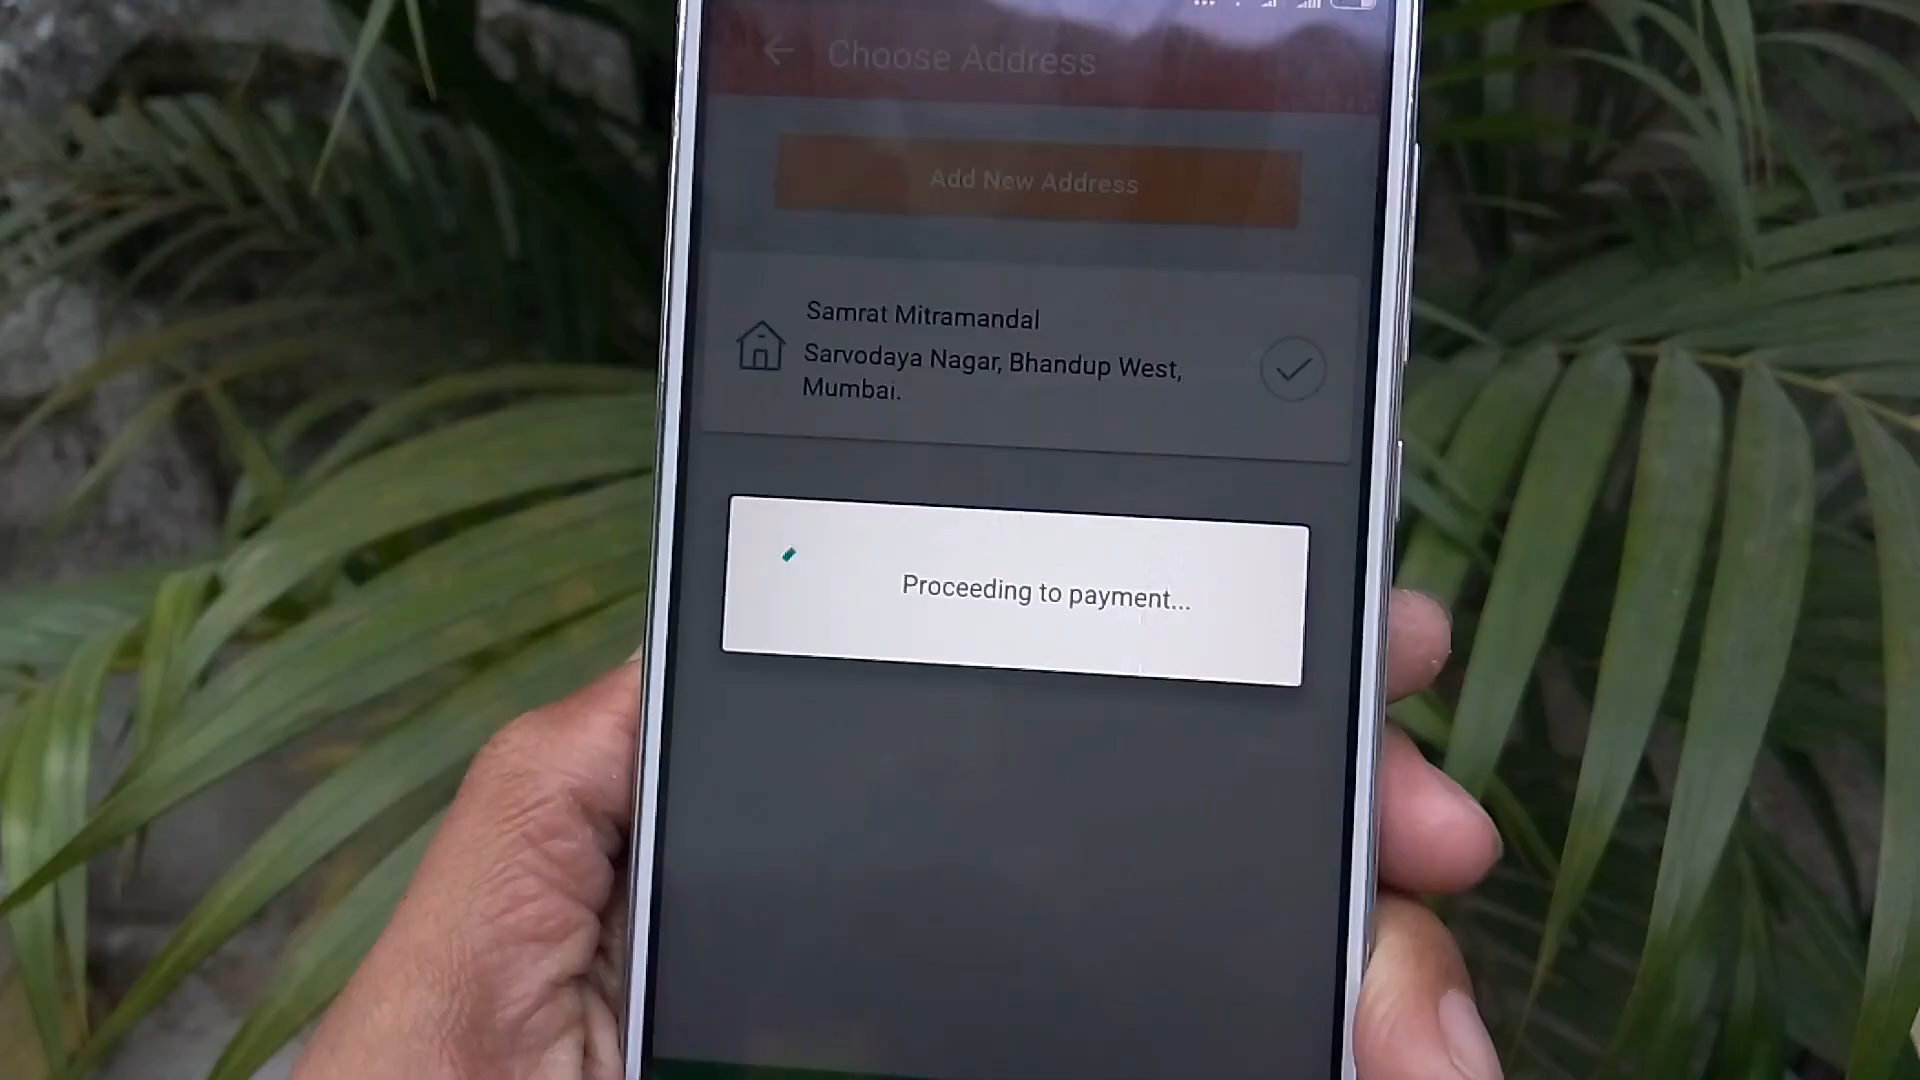 Choose Address
Add New Address
Samrat Mitramandal
Sarvodaya Nagar, Bhandup West,
Mumbai.
Proceeding to payment...